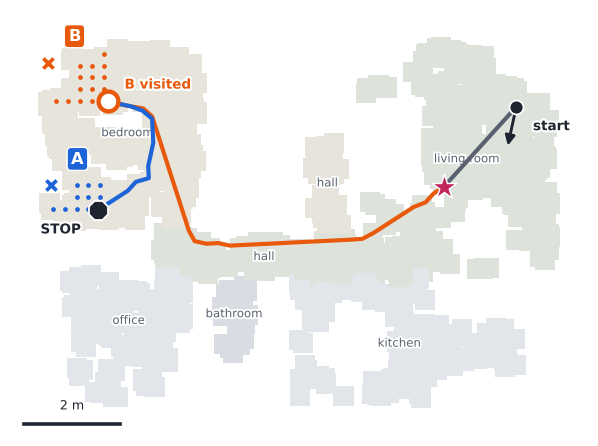 B
B visited
start
bedroom
A
living room
hall
STOP
hall
bathroom
office
kitchen
2 m